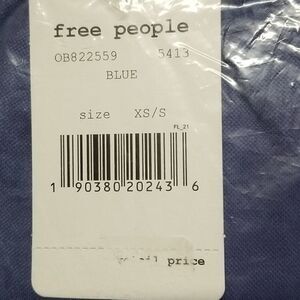 free people
OB822559 5413
BLUE
size XS/S
FL_21
1 90380 20243 6
price